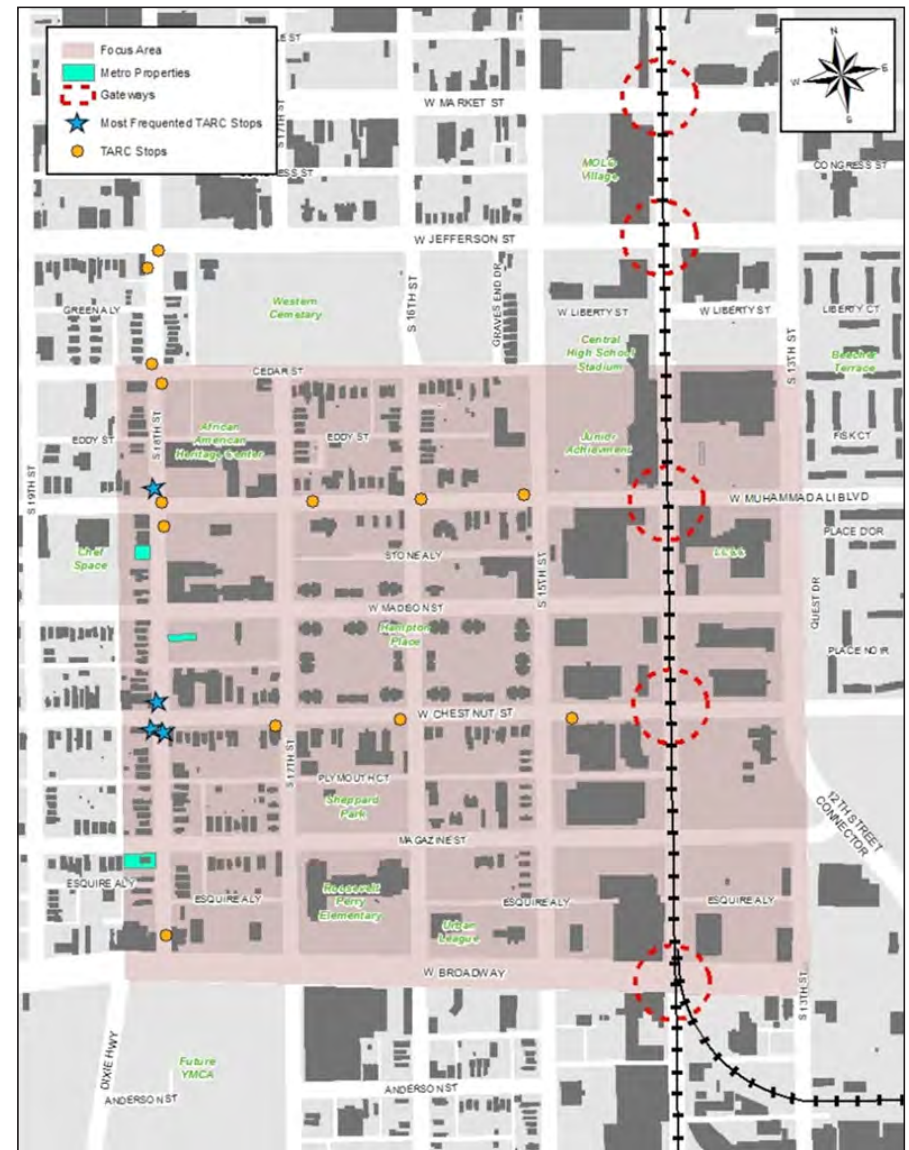 Focus Area
Metro Properties
Gateways
Most Frequented TARC Stops
TARC Stops
N
W
E
S
S 17TH ST
W MARKET ST
MOLO
Village
CONGRESS ST
W JEFFERSON ST
GREEN ALY
Western
Cemetary
S 16TH ST
GRAVES END DR
W LIBERTY ST
W LIBERTY ST
LIBERTY CT
S 13TH ST
Beecher
Terrace
Central
High School
Stadium
CEDAR ST
EDDY ST
S 18TH ST
African
American
Heritage Center
EDDY ST
Junior
Achievement
FISK CT
S 19TH ST
W MUHAMMAD ALI BLVD
Chef
Space
STONE ALY
S 15TH ST
PLACE D'OR
W MADISON ST
QUEST DR
Hampton
Place
PLACE NOIR
W CHESTNUT ST
S 17TH ST
PLYMOUTH CT
Sheppard
Park
12TH STREET
CONNECTOR
MAGAZINE ST
ESQUIRE ALY
ESQUIRE ALY
Roosevelt
Perry
Elementary
ESQUIRE ALY
ESQUIRE ALY
Urban
League
W BROADWAY
S 13TH ST
DIXIE HWY
Future
YMCA
ANDERSON ST
ANDERSON ST